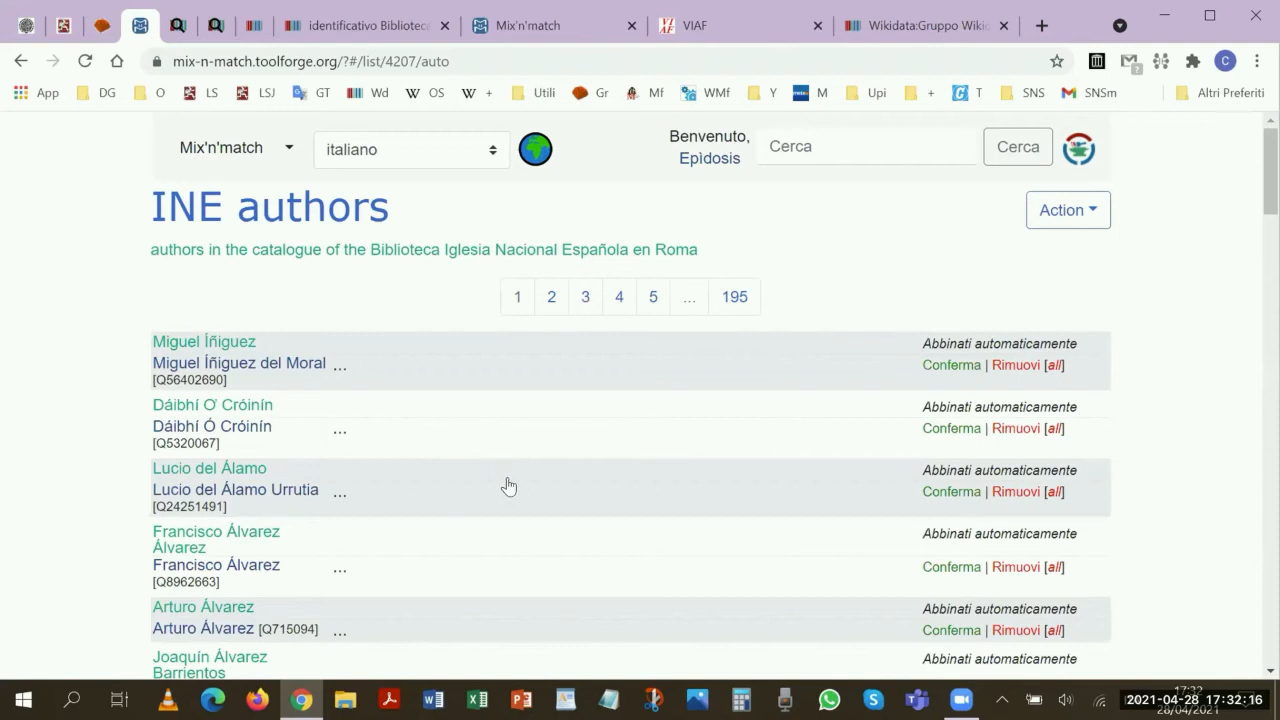 identificativo Biblioteca
Mix'n'match
VIAF
Wikidata:Gruppo Wiki
mix-n-match.toolforge.org/?#/list/4207/auto
C
App DG O LS LSJ GT Wd OS + Utili Gr Mf WMf Y M Upi + T SNS SNSm Altri Preferiti
Mix'n'match italiano Benvenuto, Epìdosis Cerca Cerca
INE authors Action
authors in the catalogue of the Biblioteca Iglesia Nacional Española en Roma
1 2 3 4 5 ... 195
Miguel Íñiguez Abbinati automaticamente
Miguel Íñiguez del Moral ... Conferma | Rimuovi [all]
[Q56402690]
Dáibhí O' Cróinín Abbinati automaticamente
Dáibhí Ó Cróinín ... Conferma | Rimuovi [all]
[Q5320067]
Lucio del Álamo Abbinati automaticamente
Lucio del Álamo Urrutia ... Conferma | Rimuovi [all]
[Q24251491]
Francisco Álvarez Abbinati automaticamente
Álvarez
Francisco Álvarez ... Conferma | Rimuovi [all]
[Q8962663]
Arturo Álvarez Abbinati automaticamente
Arturo Álvarez [Q715094] ... Conferma | Rimuovi [all]
Joaquín Álvarez Abbinati automaticamente
Barrientos
17:32
2021-04-28 17:32:16
28/04/2021